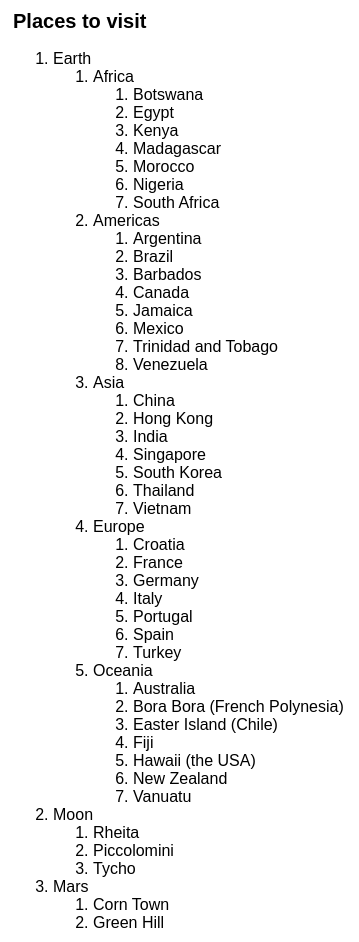 Places to visit
1. Earth
1. Africa
1. Botswana
2. Egypt
3. Kenya
4. Madagascar
5. Morocco
6. Nigeria
7. South Africa
2. Americas
1. Argentina
2. Brazil
3. Barbados
4. Canada
5. Jamaica
6. Mexico
7. Trinidad and Tobago
8. Venezuela
3. Asia
1. China
2. Hong Kong
3. India
4. Singapore
5. South Korea
6. Thailand
7. Vietnam
4. Europe
1. Croatia
2. France
3. Germany
4. Italy
5. Portugal
6. Spain
7. Turkey
5. Oceania
1. Australia
2. Bora Bora (French Polynesia)
3. Easter Island (Chile)
4. Fiji
5. Hawaii (the USA)
6. New Zealand
7. Vanuatu
2. Moon
1. Rheita
2. Piccolomini
3. Tycho
3. Mars
1. Corn Town
2. Green Hill